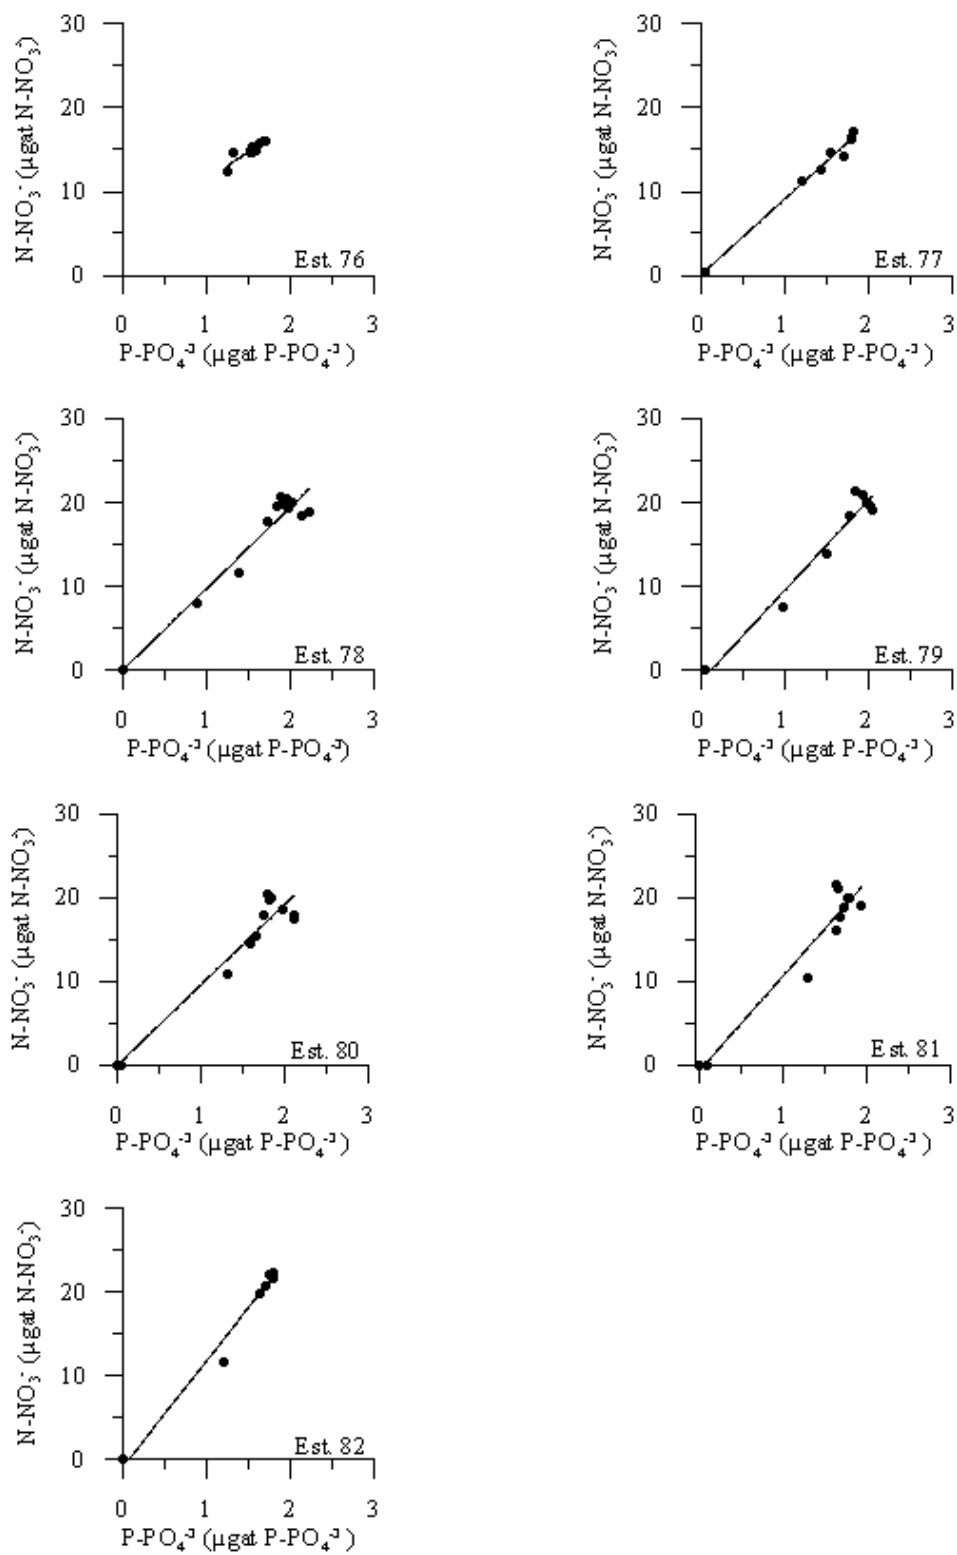 30
20
10
0
N-NO₃⁻ (µgat N-NO₃⁻)
Est. 76
0 1 2 3
P-PO₄⁻³ (µgat P-PO₄⁻³ )
30
20
10
0
N-NO₃⁻ (µgat N-NO₃⁻)
Est. 77
0 1 2 3
P-PO₄⁻³ (µgat P-PO₄⁻³)
30
20
10
0
N-NO₃⁻ (µgat N-NO₃⁻)
Est. 78
0 1 2 3
P-PO₄⁻³ (µgat P-PO₄⁻³)
30
20
10
0
N-NO₃⁻ (µgat N-NO₃⁻)
Est. 79
0 1 2 3
P-PO₄⁻³ (µgat P-PO₄⁻³)
30
20
10
0
N-NO₃⁻ (µgat N-NO₃⁻)
Est. 80
0 1 2 3
P-PO₄⁻³ (µgat P-PO₄⁻³)
30
20
10
0
N-NO₃⁻ (µgat N-NO₃⁻)
Est. 81
0 1 2 3
P-PO₄⁻³ (µgat P-PO₄⁻³)
30
20
10
0
N-NO₃⁻ (µgat N-NO₃⁻)
Est. 82
0 1 2 3
P-PO₄⁻³ (µgat P-PO₄⁻³)